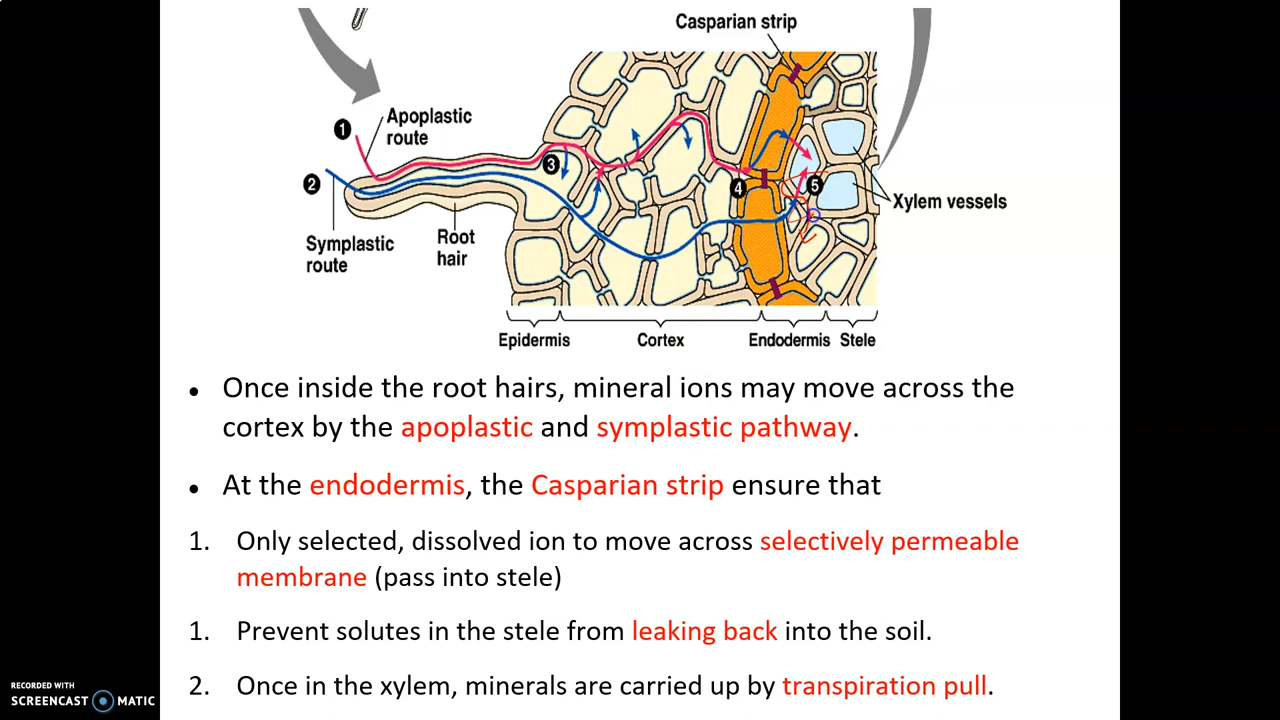 Casparian strip
Apoplastic
route
1
2
3
4
5
Xylem vessels
Symplastic
route
Root
hair
Epidermis
Cortex
Endodermis
Stele
• Once inside the root hairs, mineral ions may move across the
cortex by the apoplastic and symplastic pathway.
• At the endodermis, the Casparian strip ensure that
1. Only selected, dissolved ion to move across selectively permeable
membrane (pass into stele)
1. Prevent solutes in the stele from leaking back into the soil.
2. Once in the xylem, minerals are carried up by transpiration pull.
RECORDED WITH
SCREENCAST MATIC